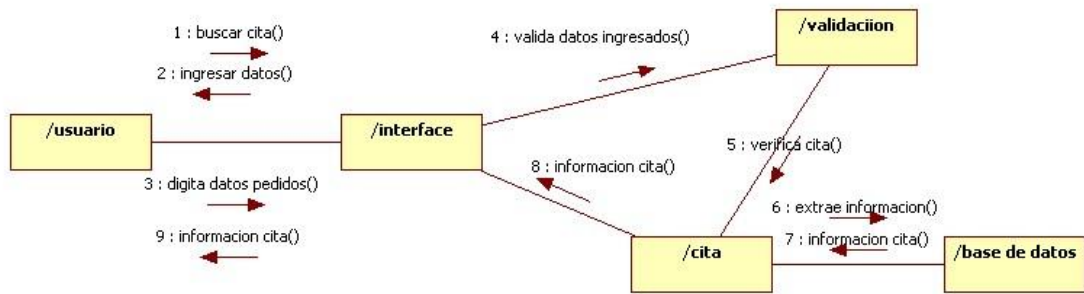 1 : buscar cita()
2 : ingresar datos()
4 : valida datos ingresados()
/validaciion
/usuario
/interface
3 : digita datos pedidos()
9 : informacion cita()
8 : informacion cita()
5 : verifica cita()
6 : extrae informacion()
7 : informacion cita()
/cita
/base de datos